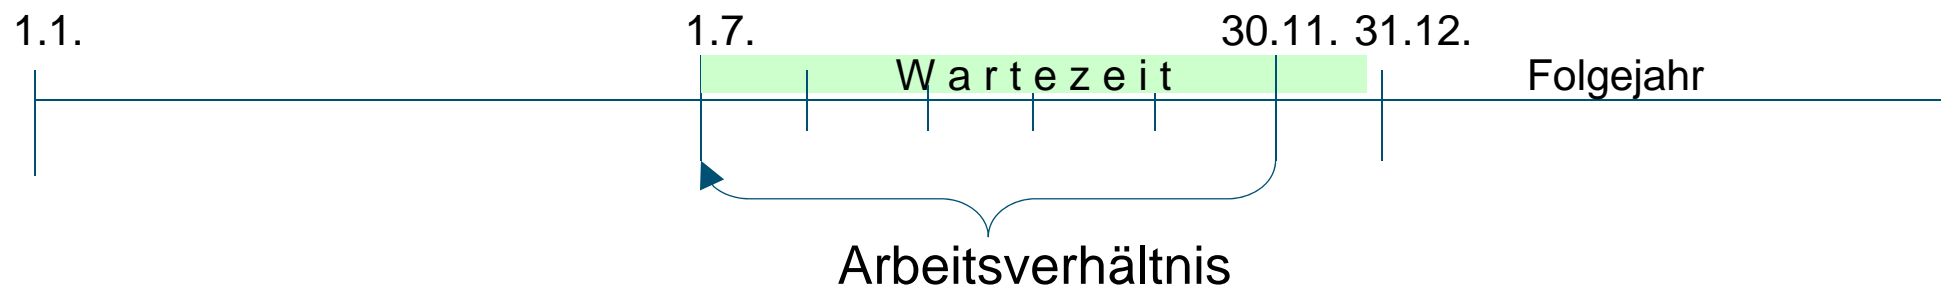 1.1. 1.7. 30.11. 31.12.
W a r t e z e i t Folgejahr
Arbeitsverhältnis